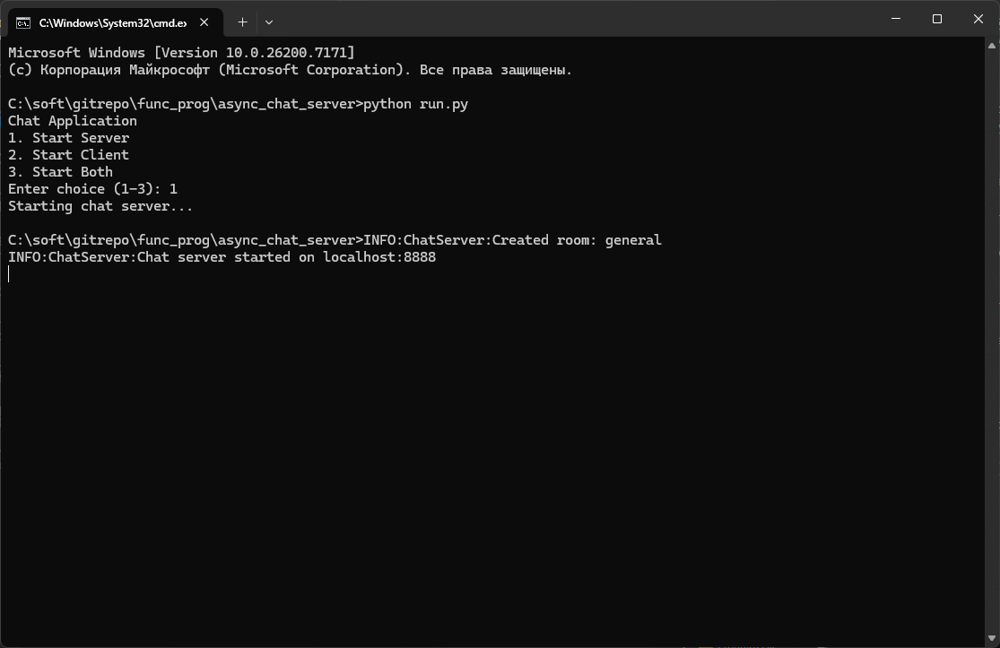 C:\Windows\System32\cmd.ex
Microsoft Windows [Version 10.0.26200.7171]
(c) Корпорация Майкрософт (Microsoft Corporation). Все права защищены.
C:\soft\gitrepo\func_prog\async_chat_server>python run.py
Chat Application
1. Start Server
2. Start Client
3. Start Both
Enter choice (1-3): 1
Starting chat server...
C:\soft\gitrepo\func_prog\async_chat_server>INFO:ChatServer:Created room: general
INFO:ChatServer:Chat server started on localhost:8888